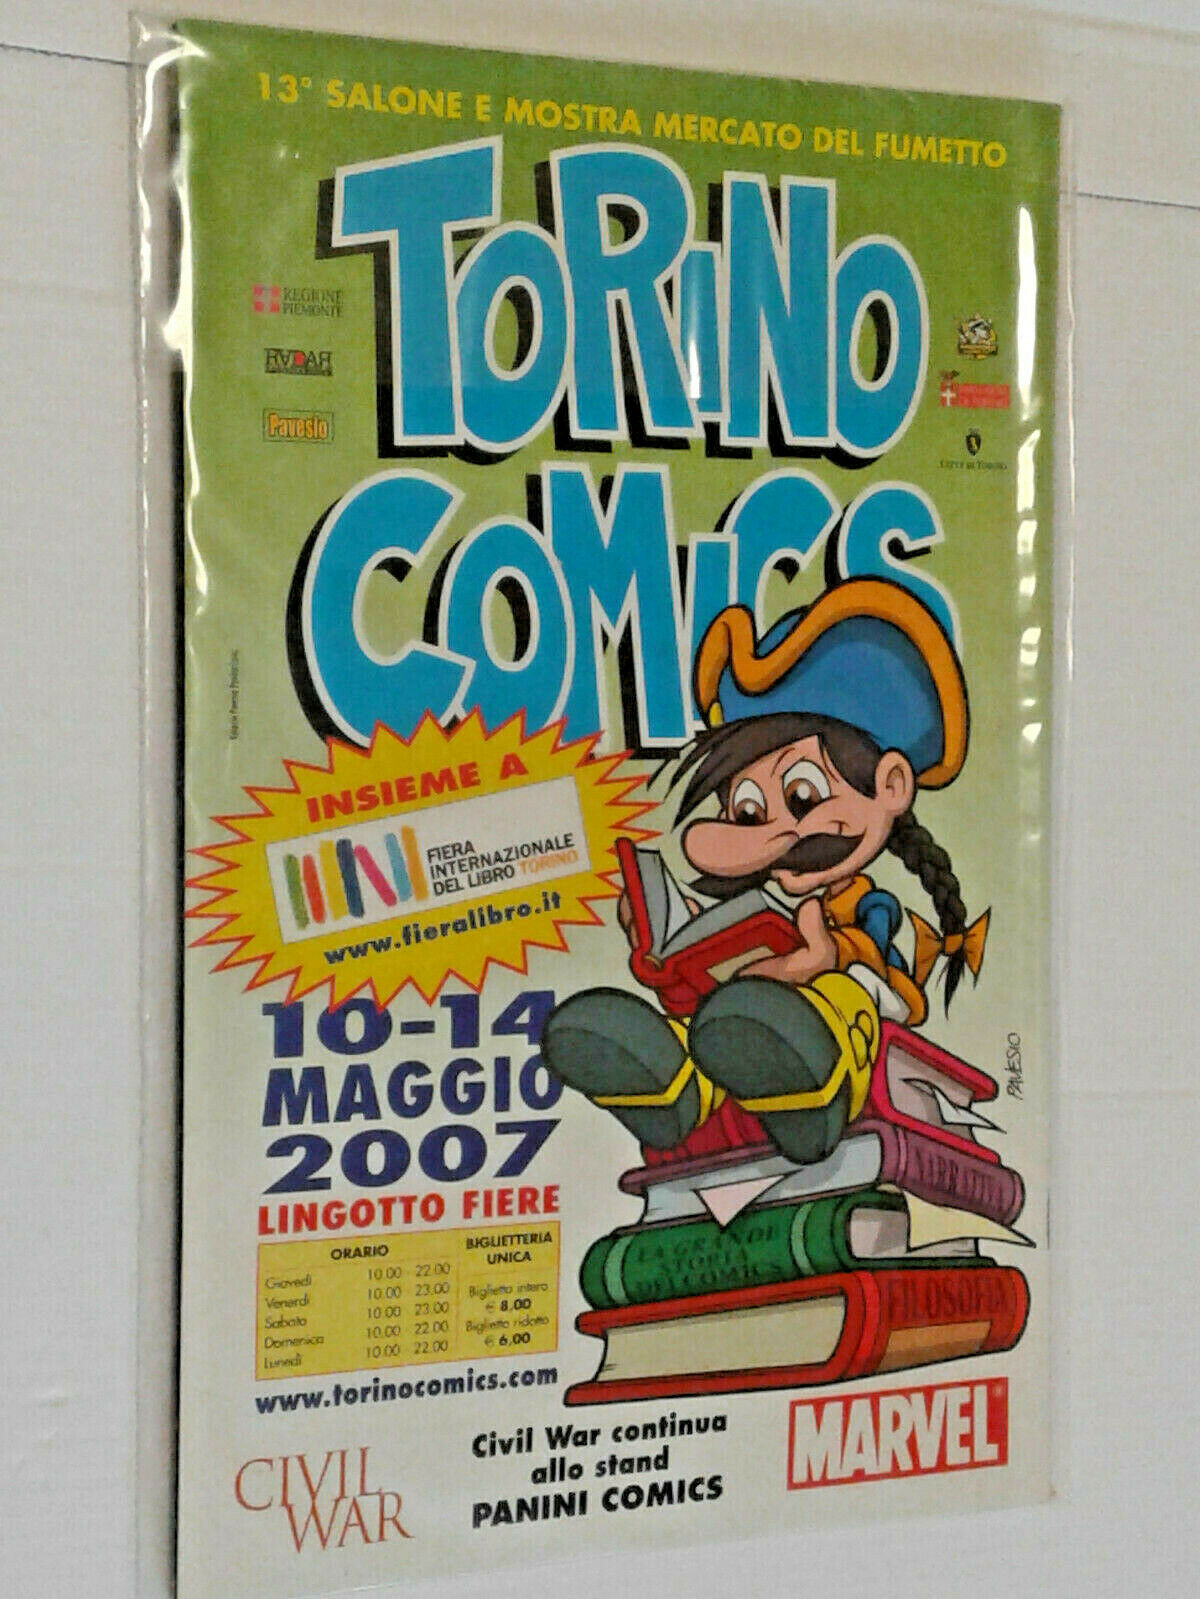 13° SALONE E MOSTRA MERCATO DEL FUMETTO
TORINO
COMICS
REGIONE
PIEMONTE
RADAR
Pavesio
CITTÀ DI TORINO
INSIEME A
FIERA
INTERNAZIONALE
DEL LIBRO TORINO
www.fieralibro.it
10-14
MAGGIO
2007
LINGOTTO FIERE
ORARIO
Giovedì 10.00 - 22.00
Venerdì 10.00 - 23.00
Sabato 10.00 - 23.00
Domenica 10.00 - 22.00
Lunedì 10.00 - 22.00
BIGLIETTERIA
UNICA
Biglietto intero
€ 8,00
Biglietto ridotto
€ 6,00
www.torinocomics.com
PAVESIO
NARRATIVA
LA GRANDE
STORIA
DEI COMICS
FILOSOFIA
CIVIL
WAR
Civil War continua
allo stand
PANINI COMICS
MARVEL